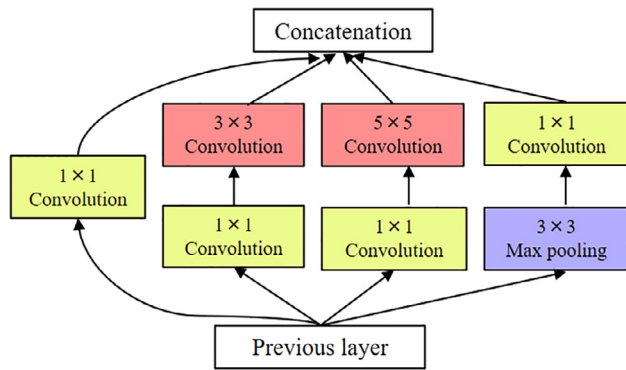 Concatenation
3 × 3
Convolution
5 × 5
Convolution
1 × 1
Convolution
1 × 1
Convolution
1 × 1
Convolution
1 × 1
Convolution
3 × 3
Max pooling
Previous layer